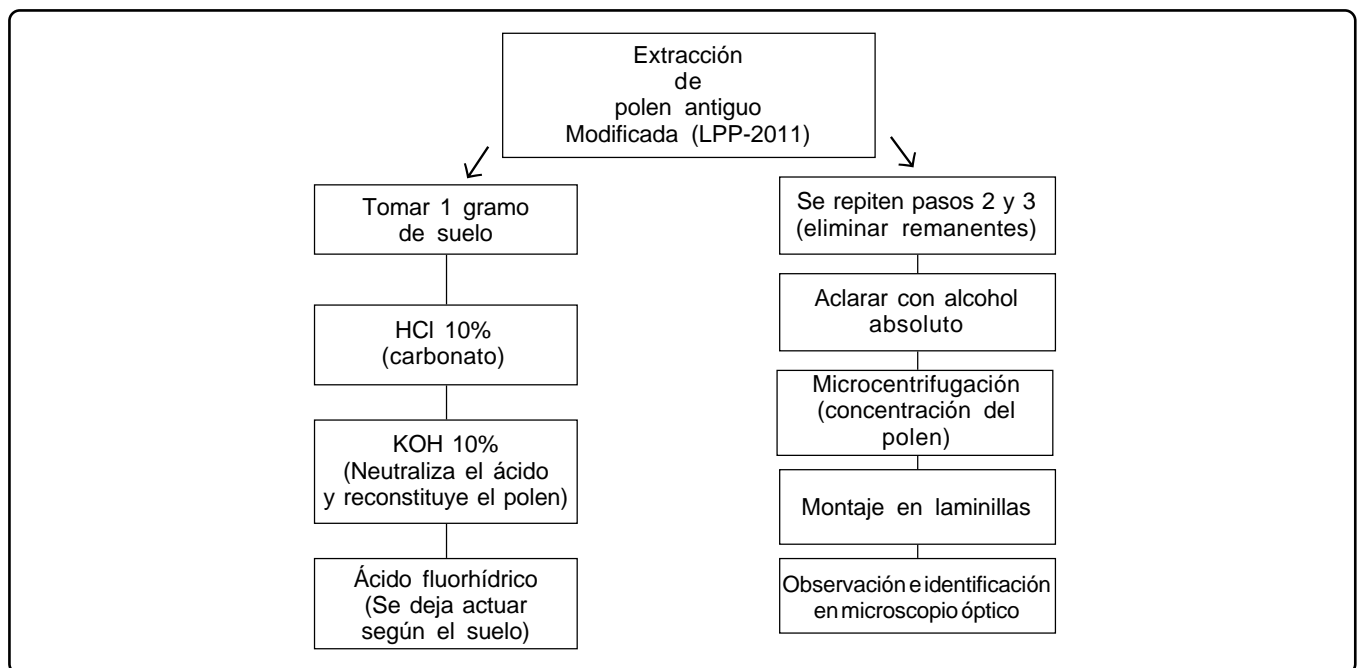 Extracción
de
polen antiguo
Modificada (LPP-2011)
Tomar 1 gramo
de suelo
HCl 10%
(carbonato)
KOH 10%
(Neutraliza el ácido
y reconstituye el polen)
Ácido fluorhídrico
(Se deja actuar
según el suelo)
Se repiten pasos 2 y 3
(eliminar remanentes)
Aclarar con alcohol
absoluto
Microcentrifugación
(concentración del
polen)
Montaje en laminillas
Observación e identificación
en microscopio óptico